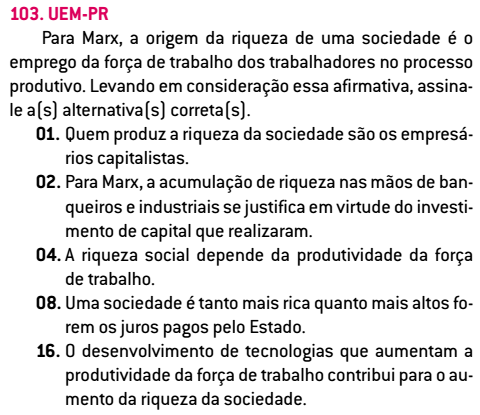 103. UEM-PR
Para Marx, a origem da riqueza de uma sociedade é o
emprego da força de trabalho dos trabalhadores no processo
produtivo. Levando em consideração essa afirmativa, assina-
le a(s) alternativa(s) correta(s).
01. Quem produz a riqueza da sociedade são os empresá-
rios capitalistas.
02. Para Marx, a acumulação de riqueza nas mãos de ban-
queiros e industriais se justifica em virtude do investi-
mento de capital que realizaram.
04. A riqueza social depende da produtividade da força
de trabalho.
08. Uma sociedade é tanto mais rica quanto mais altos fo-
rem os juros pagos pelo Estado.
16. O desenvolvimento de tecnologias que aumentam a
produtividade da força de trabalho contribui para o au-
mento da riqueza da sociedade.